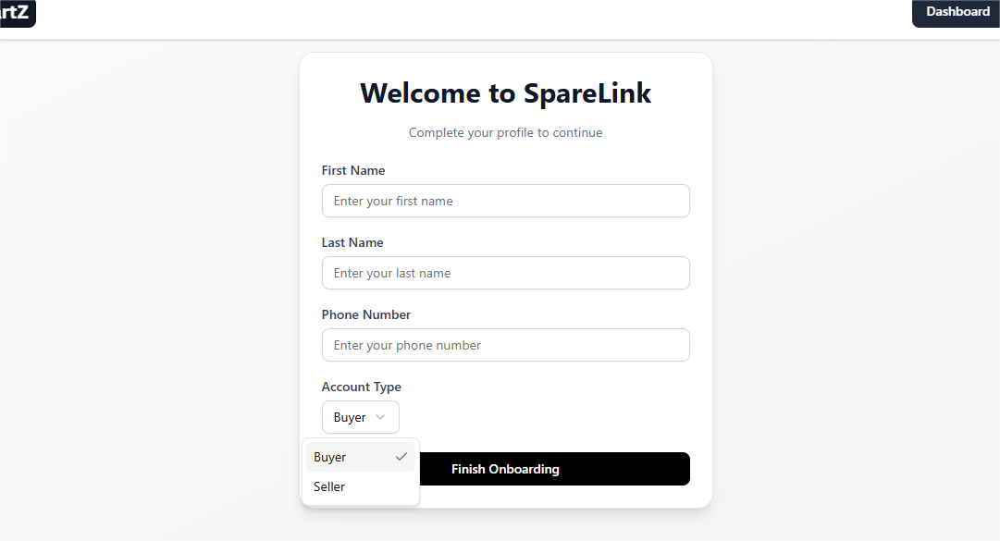 rtZ
Dashboard
Welcome to SpareLink
Complete your profile to continue
First Name
Enter your first name
Last Name
Enter your last name
Phone Number
Enter your phone number
Account Type
Buyer
Buyer
Seller
Finish Onboarding